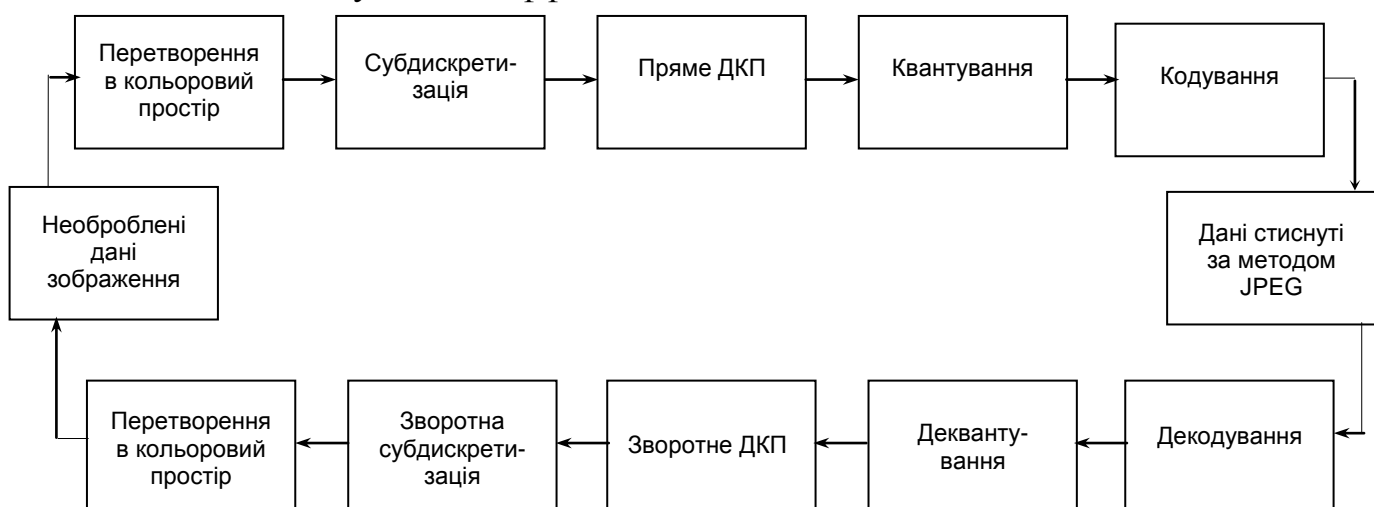 Перетворення
в кольоровий
простір
Субдискрети-
зація
Пряме ДКП
Квантування
Кодування
Необроблені
дані
зображення
Дані стиснуті
за методом
JPEG
Перетворення
в кольоровий
простір
Зворотна
субдискрети-
зація
Зворотне ДКП
Деквантy-
вання
Декодування